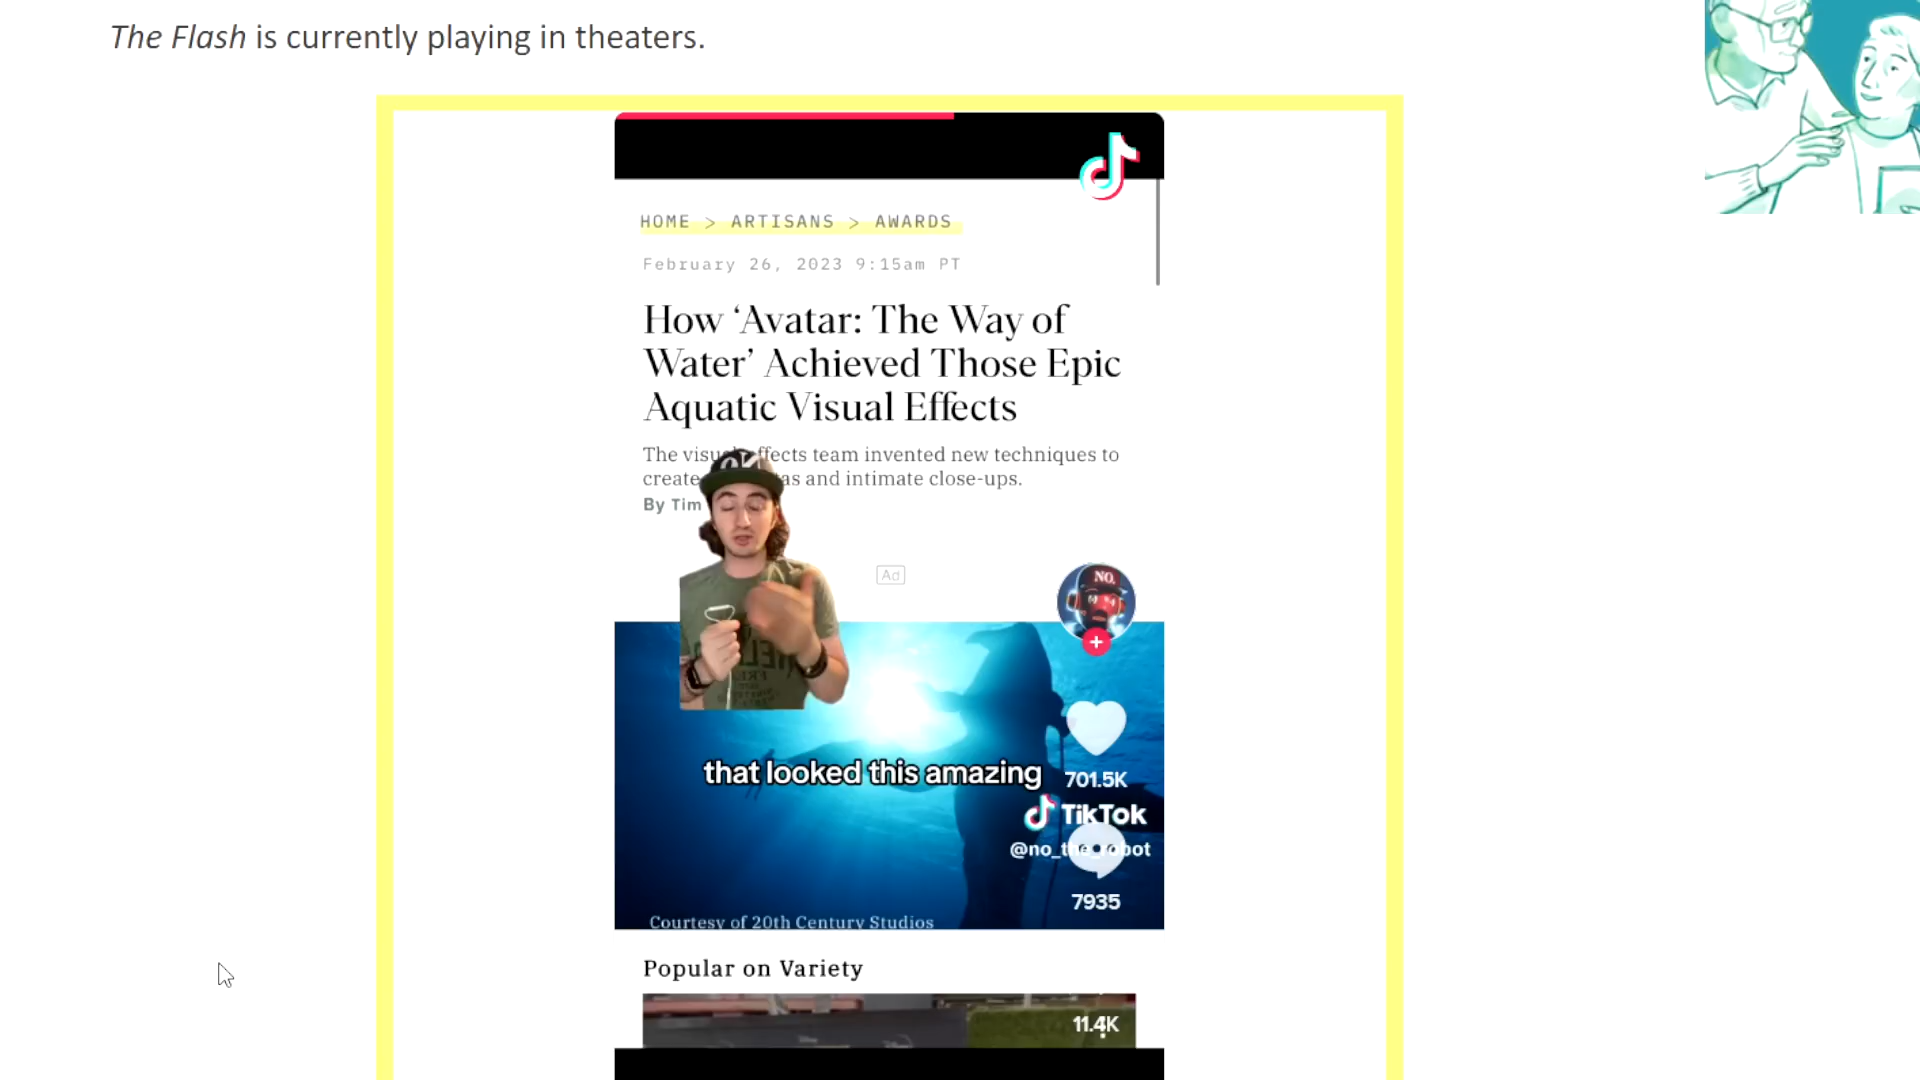 The Flash is currently playing in theaters.
HOME > ARTISANS > AWARDS
February 26, 2023 9:15am PT
How ‘Avatar: The Way of
Water’ Achieved Those Epic
Aquatic Visual Effects
The visual effects team invented new techniques to
create and intimate close-ups.
By Tim
Ad
NO.
that looked this amazing
701.5K
TikTok
@no_the_robot
7935
Courtesy of 20th Century Studios
Popular on Variety
11.4K